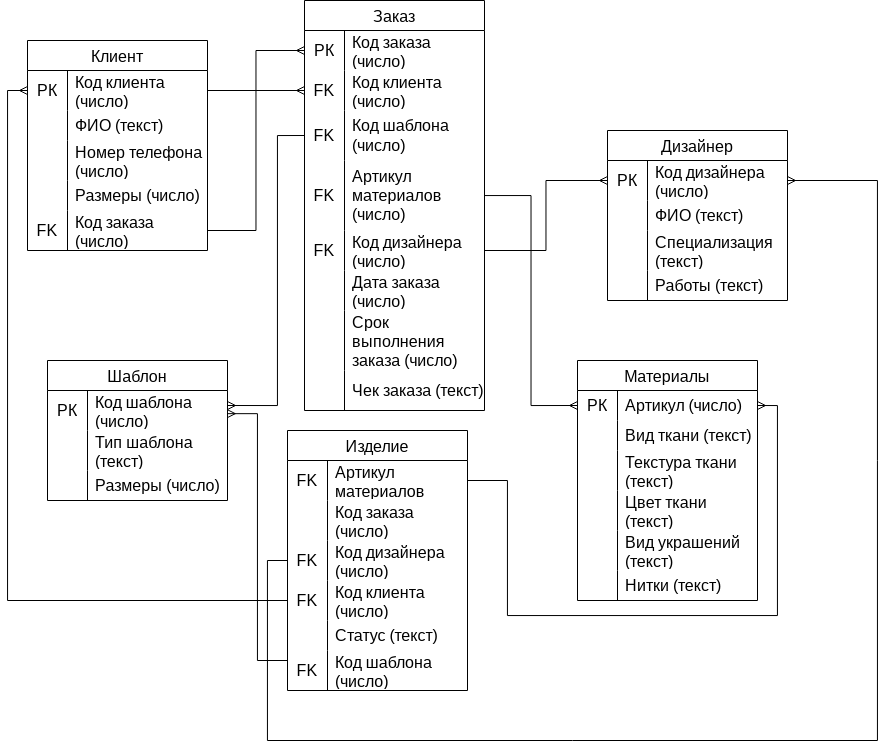 Заказ
РК
Код заказа
(число)
FK
Код клиента
(число)
FK
Код шаблона
(число)
FK
Артикул
материалов
(число)
FK
Код дизайнера
(число)
Дата заказа
(число)
Срок
выполнения
заказа (число)
Чек заказа (текст)
Клиент
РК
Код клиента
(число)
ФИО (текст)
Номер телефона
(число)
Размеры (число)
FK
Код заказа
(число)
Дизайнер
РК
Код дизайнера
(число)
ФИО (текст)
Специализация
(текст)
Работы (текст)
Шаблон
РК
Код шаблона
(число)
Тип шаблона
(текст)
Размеры (число)
Материалы
РК
Артикул (число)
Вид ткани (текст)
Текстура ткани
(текст)
Цвет ткани
(текст)
Вид украшений
(текст)
Нитки (текст)
Изделие
FK
Артикул
материалов
Код заказа
(число)
FK
Код дизайнера
(число)
FK
Код клиента
(число)
Статус (текст)
FK
Код шаблона
(число)